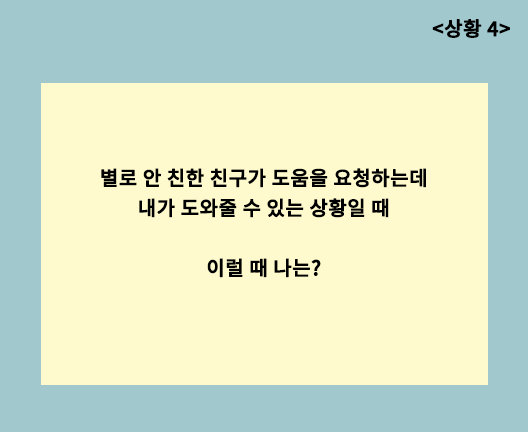 <상황 4>
별로 안 친한 친구가 도움을 요청하는데
내가 도와줄 수 있는 상황일 때
이럴 때 나는?